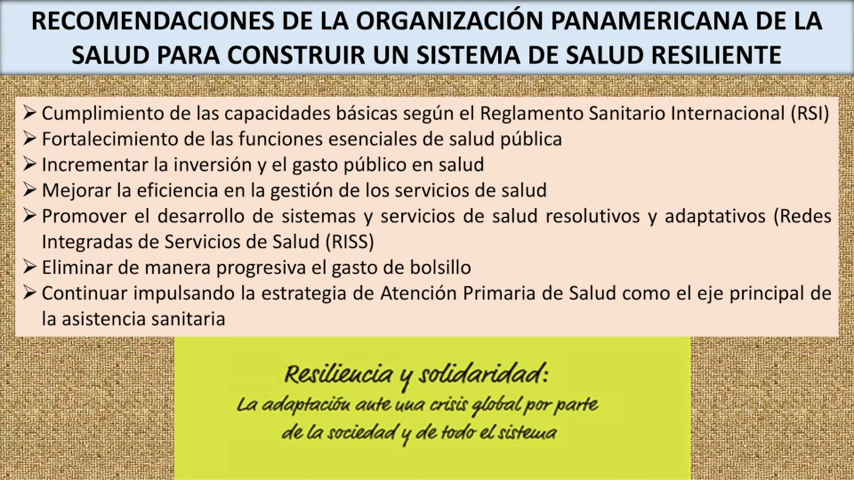 RECOMENDACIONES DE LA ORGANIZACIÓN PANAMERICANA DE LA
SALUD PARA CONSTRUIR UN SISTEMA DE SALUD RESILIENTE
➢ Cumplimiento de las capacidades básicas según el Reglamento Sanitario Internacional (RSI)
➢ Fortalecimiento de las funciones esenciales de salud pública
➢ Incrementar la inversión y el gasto público en salud
➢ Mejorar la eficiencia en la gestión de los servicios de salud
➢ Promover el desarrollo de sistemas y servicios de salud resolutivos y adaptativos (Redes
Integradas de Servicios de Salud (RISS)
➢ Eliminar de manera progresiva el gasto de bolsillo
➢ Continuar impulsando la estrategia de Atención Primaria de Salud como el eje principal de
la asistencia sanitaria
Resiliencia y solidaridad:
La adaptación ante una crisis global por parte
de la sociedad y de todo el sistema